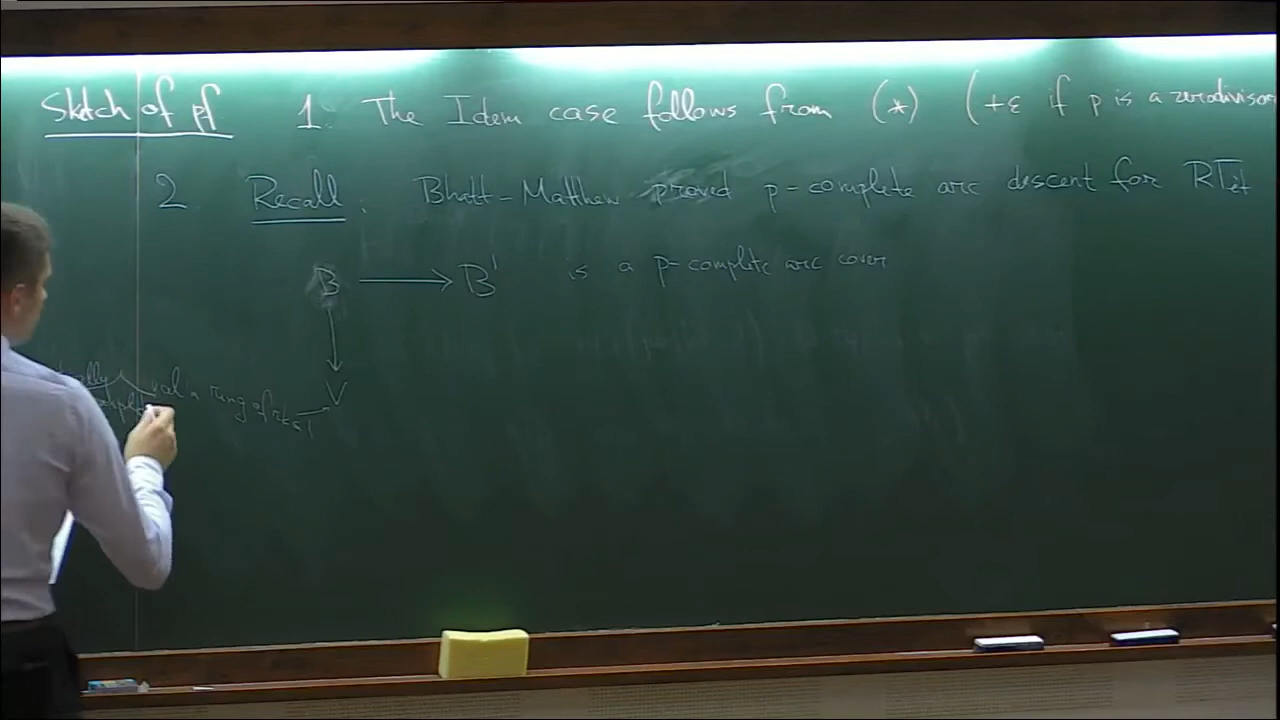 Sketch of pf 1. The Idem case follows from (*) (+ε if p is a zerodivisor
2. Recall: Bhatt-Matthew proved p-complete arc descent for RΓét
B ⟶ B' is a p-complete arc cover
↓
val'n ring of rk ≤ 1 → V